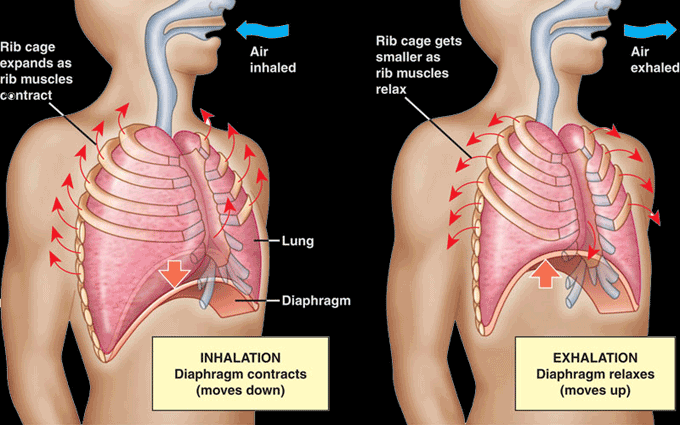 Rib cage
expands as
rib muscles
contract
Air
inhaled
Lung
Diaphragm
INHALATION
Diaphragm contracts
(moves down)
Rib cage gets
smaller as
rib muscles
relax
Air
exhaled
EXHALATION
Diaphragm relaxes
(moves up)